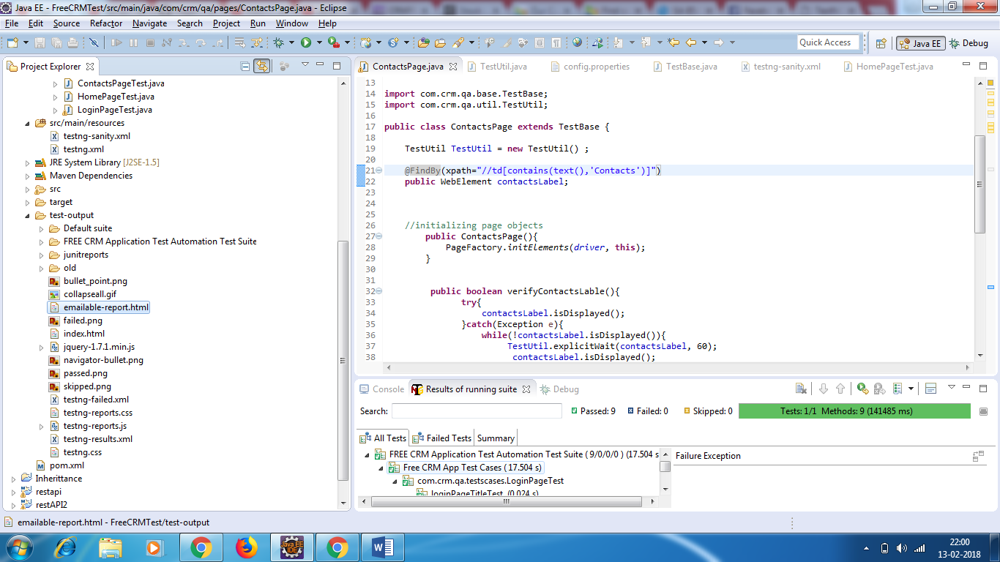 Java EE - FreeCRMTest/src/main/java/com/crm/qa/pages/ContactsPage.java - Eclipse
File Edit Source Refactor Navigate Search Project Run Window Help
Quick Access
Java EE
Debug
Project Explorer
ContactsPageTest.java
HomePageTest.java
LoginPageTest.java
src/main/resources
testng-sanity.xml
testng.xml
JRE System Library [J2SE-1.5]
Maven Dependencies
src
target
test-output
Default suite
FREE CRM Application Test Automation Test Suite
junitreports
old
bullet_point.png
collapseall.gif
emailable-report.html
failed.png
index.html
jquery-1.7.1.min.js
navigator-bullet.png
passed.png
skipped.png
testng-failed.xml
testng-reports.css
testng-reports.js
testng-results.xml
testng.css
pom.xml
Inherittance
restapi
restAPI2
ContactsPage.java TestUtil.java config.properties TestBase.java testng-sanity.xml HomePageTest.java
13
14 import com.crm.qa.base.TestBase;
15 import com.crm.qa.util.TestUtil;
16
17 public class ContactsPage extends TestBase {
18
19 TestUtil TestUtil = new TestUtil() ;
20
21 @FindBy(xpath="//td[contains(text(),'Contacts')]")
22 public WebElement contactsLabel;
23
24
25
26 //initializing page objects
27 public ContactsPage(){
28 PageFactory.initElements(driver, this);
29 }
30
31
32 public boolean verifyContactsLable(){
33 try{
34 contactsLabel.isDisplayed();
35 }catch(Exception e){
36 while(!contactsLabel.isDisplayed()){
37 TestUtil.explicitWait(contactsLabel, 60);
38 contactsLabel.isDisplayed();
Console Results of running suite Debug
Search: Passed: 9 Failed: 0 Skipped: 0 Tests: 1/1 Methods: 9 (141485 ms)
All Tests Failed Tests Summary
FREE CRM Application Test Automation Test Suite ( 9/0/0/0 ) (17.504 s
Free CRM App Test Cases ( 17.504 s)
com.crm.qa.testscases.LoginPageTest
loginPageTitleTest (0.024 s)
Failure Exception
emailable-report.html - FreeCRMTest/test-output
Java EE
IDE
22:00
13-02-2018